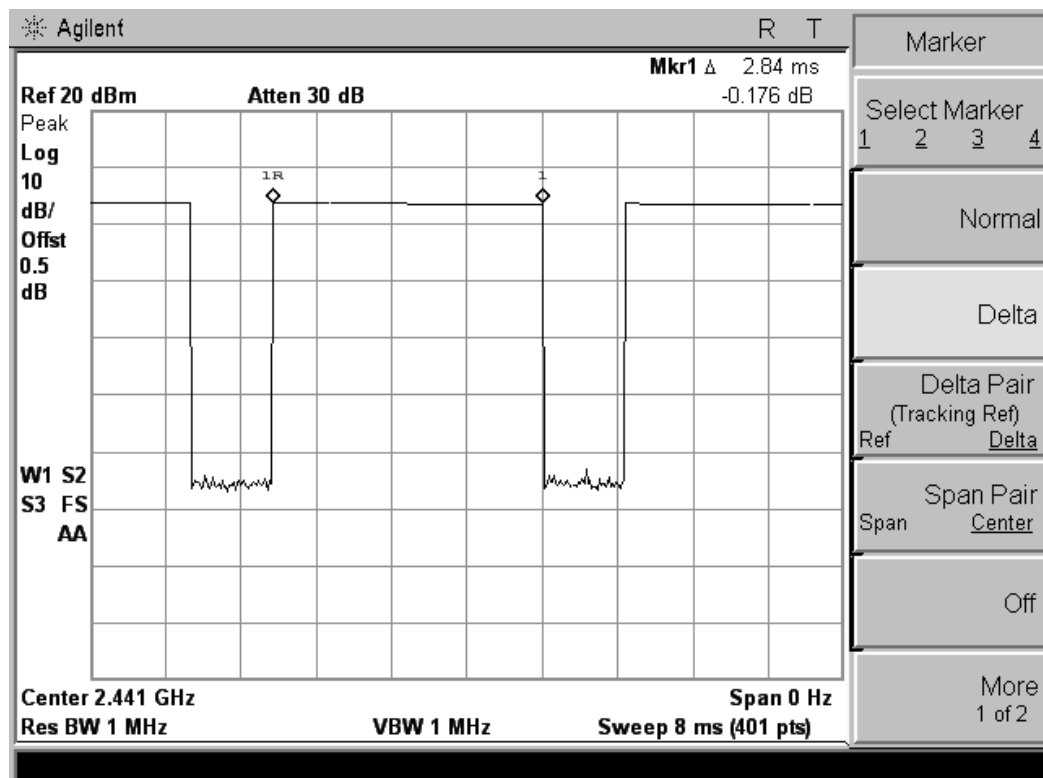 Agilent R T
Mkr1 Δ 2.84 ms
Ref 20 dBm Atten 30 dB -0.176 dB
Peak
Log
10
dB/
Offst
0.5
dB
1R 1
W1 S2
S3 FS
AA
Center 2.441 GHz Span 0 Hz
Res BW 1 MHz VBW 1 MHz Sweep 8 ms (401 pts)
Marker
Select Marker
1 2 3 4
Normal
Delta
Delta Pair
(Tracking Ref)
Ref Delta
Span Pair
Span Center
Off
More
1 of 2